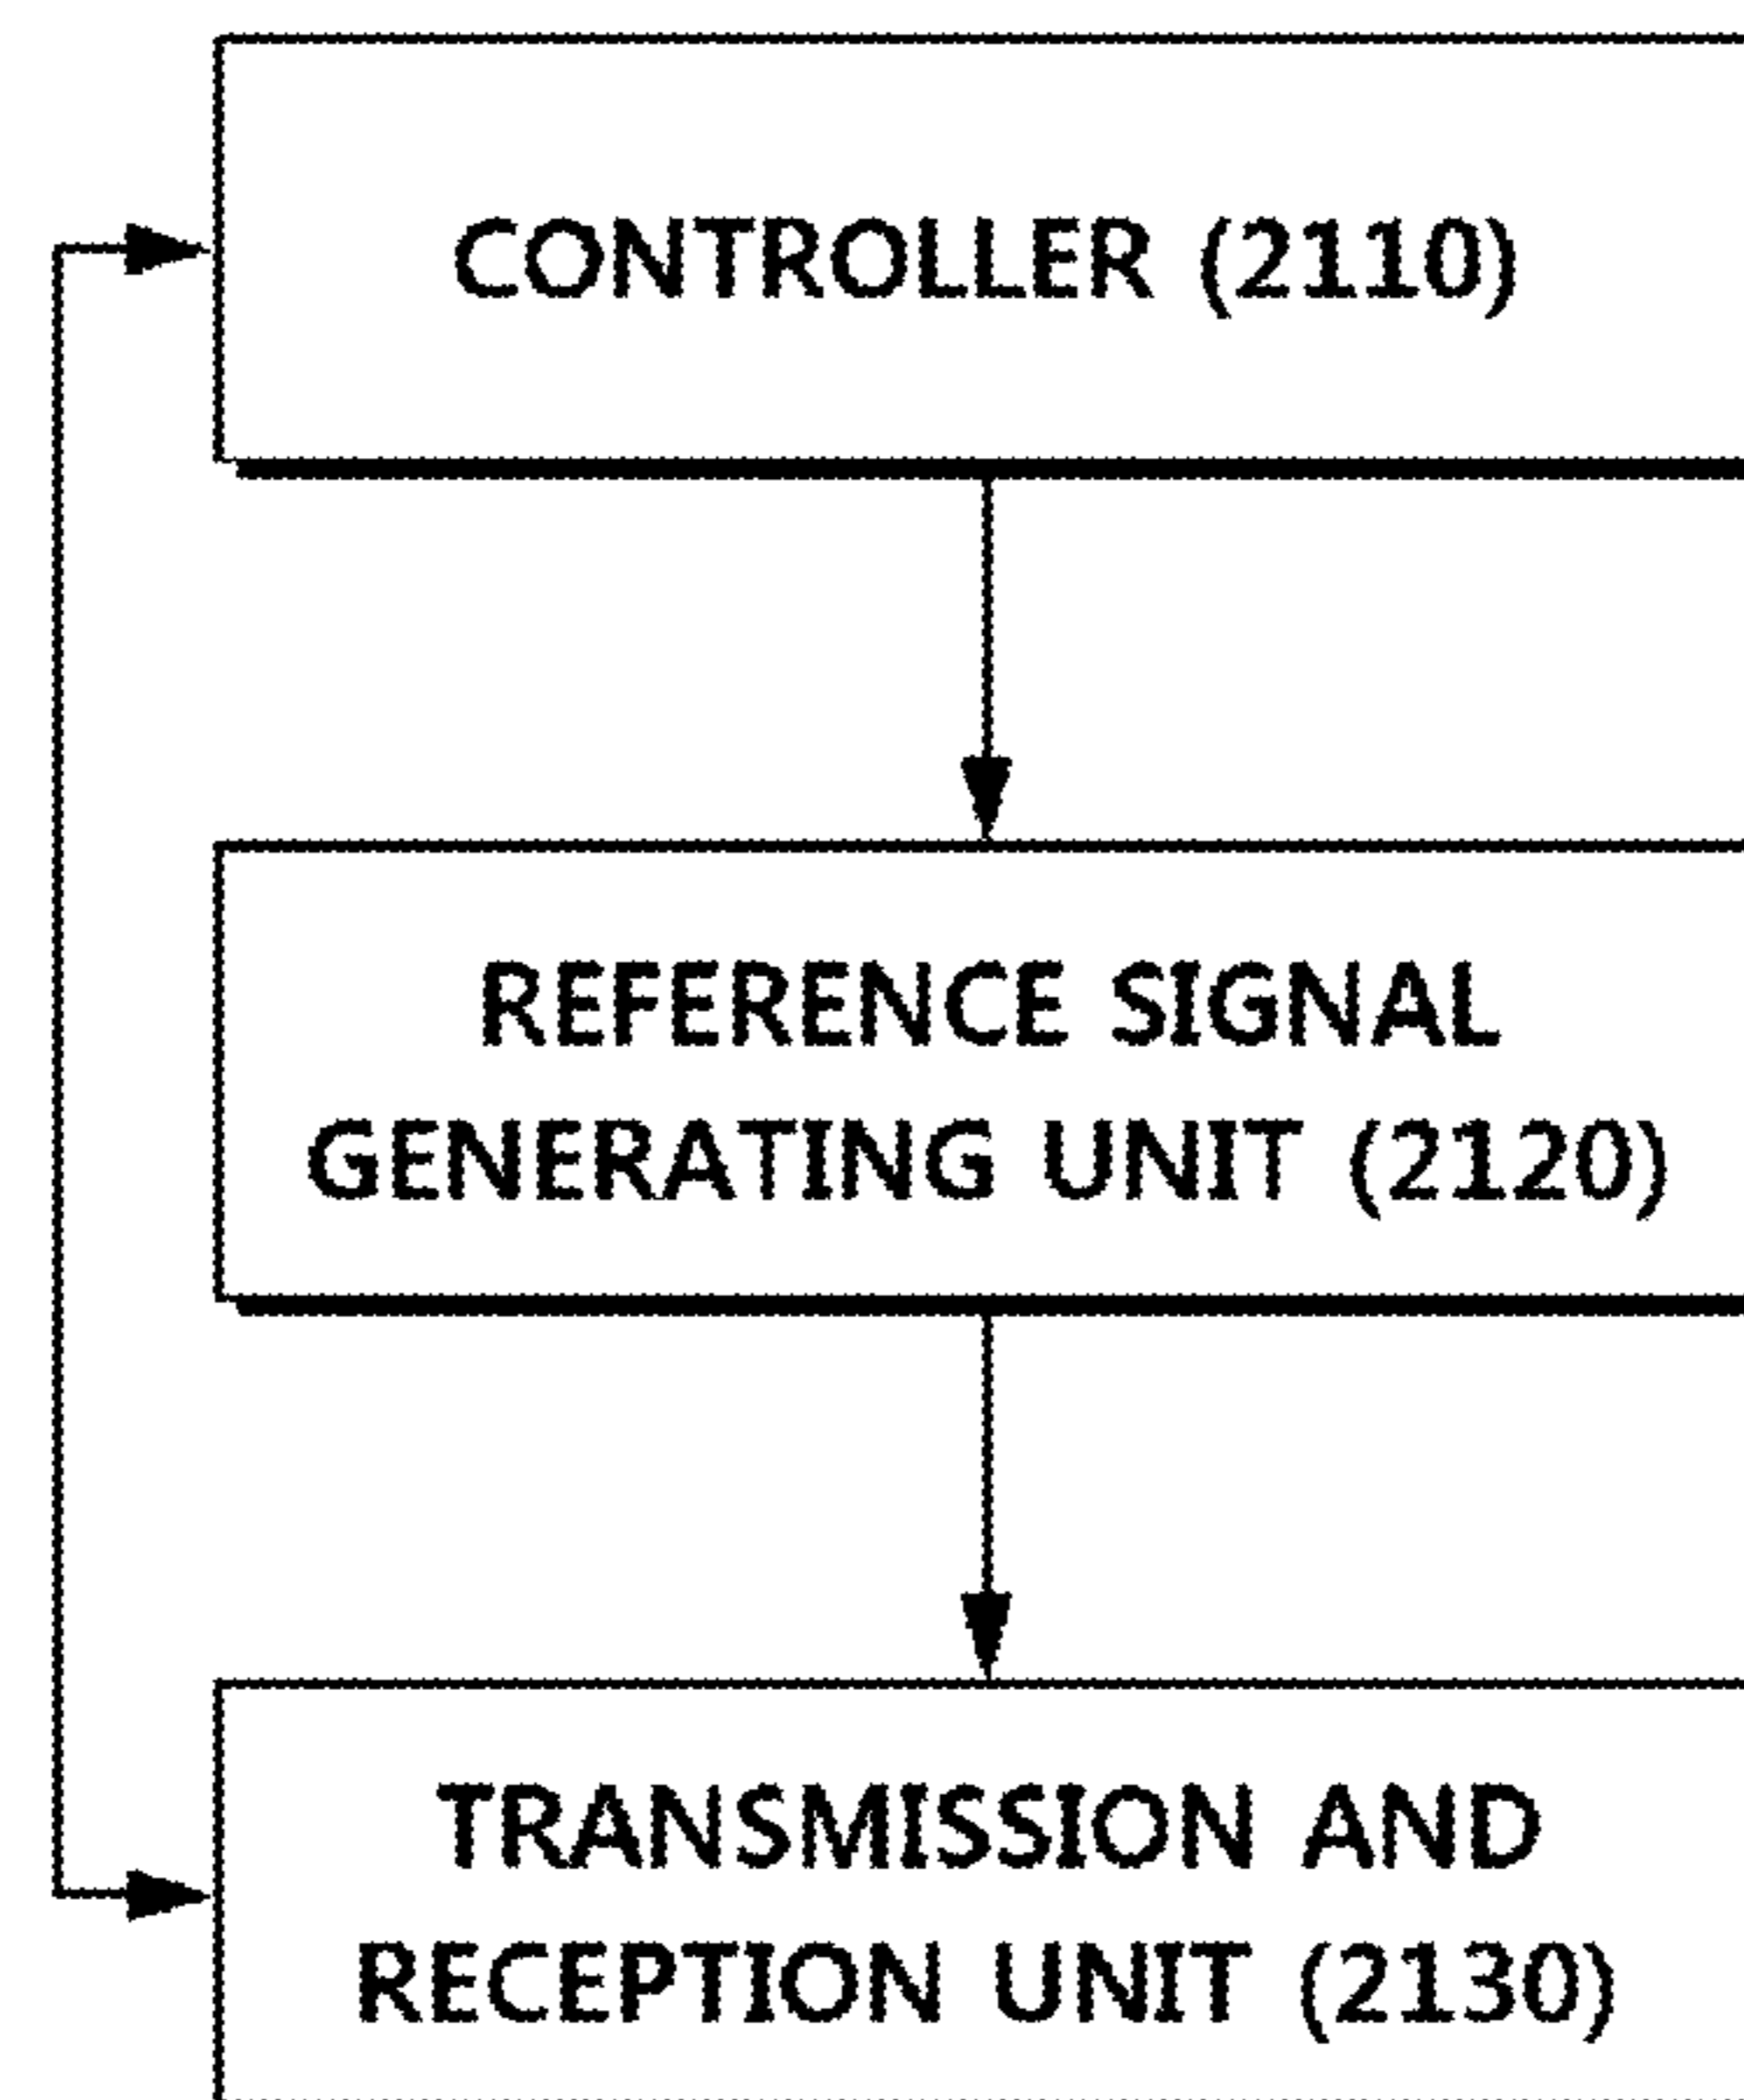 CONTROLLER (2110)
REFERENCE SIGNAL
GENERATING UNIT (2120)
TRANSMISSION AND
RECEPTION UNIT (2130)